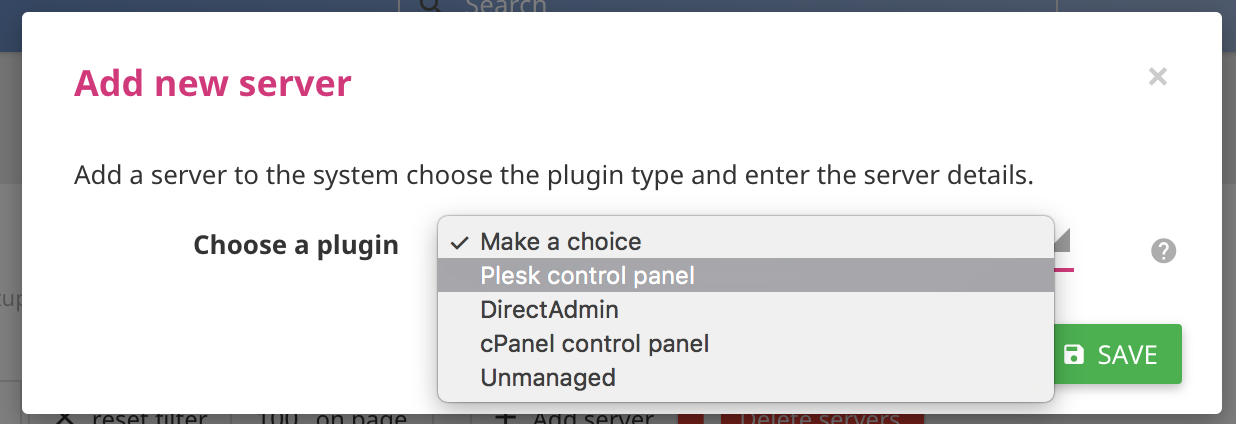 Search
Add new server
Add a server to the system choose the plugin type and enter the server details.
Choose a plugin
Make a choice
Plesk control panel
DirectAdmin
cPanel control panel
Unmanaged
SAVE
reset filter 100 on page Add server Delete servers